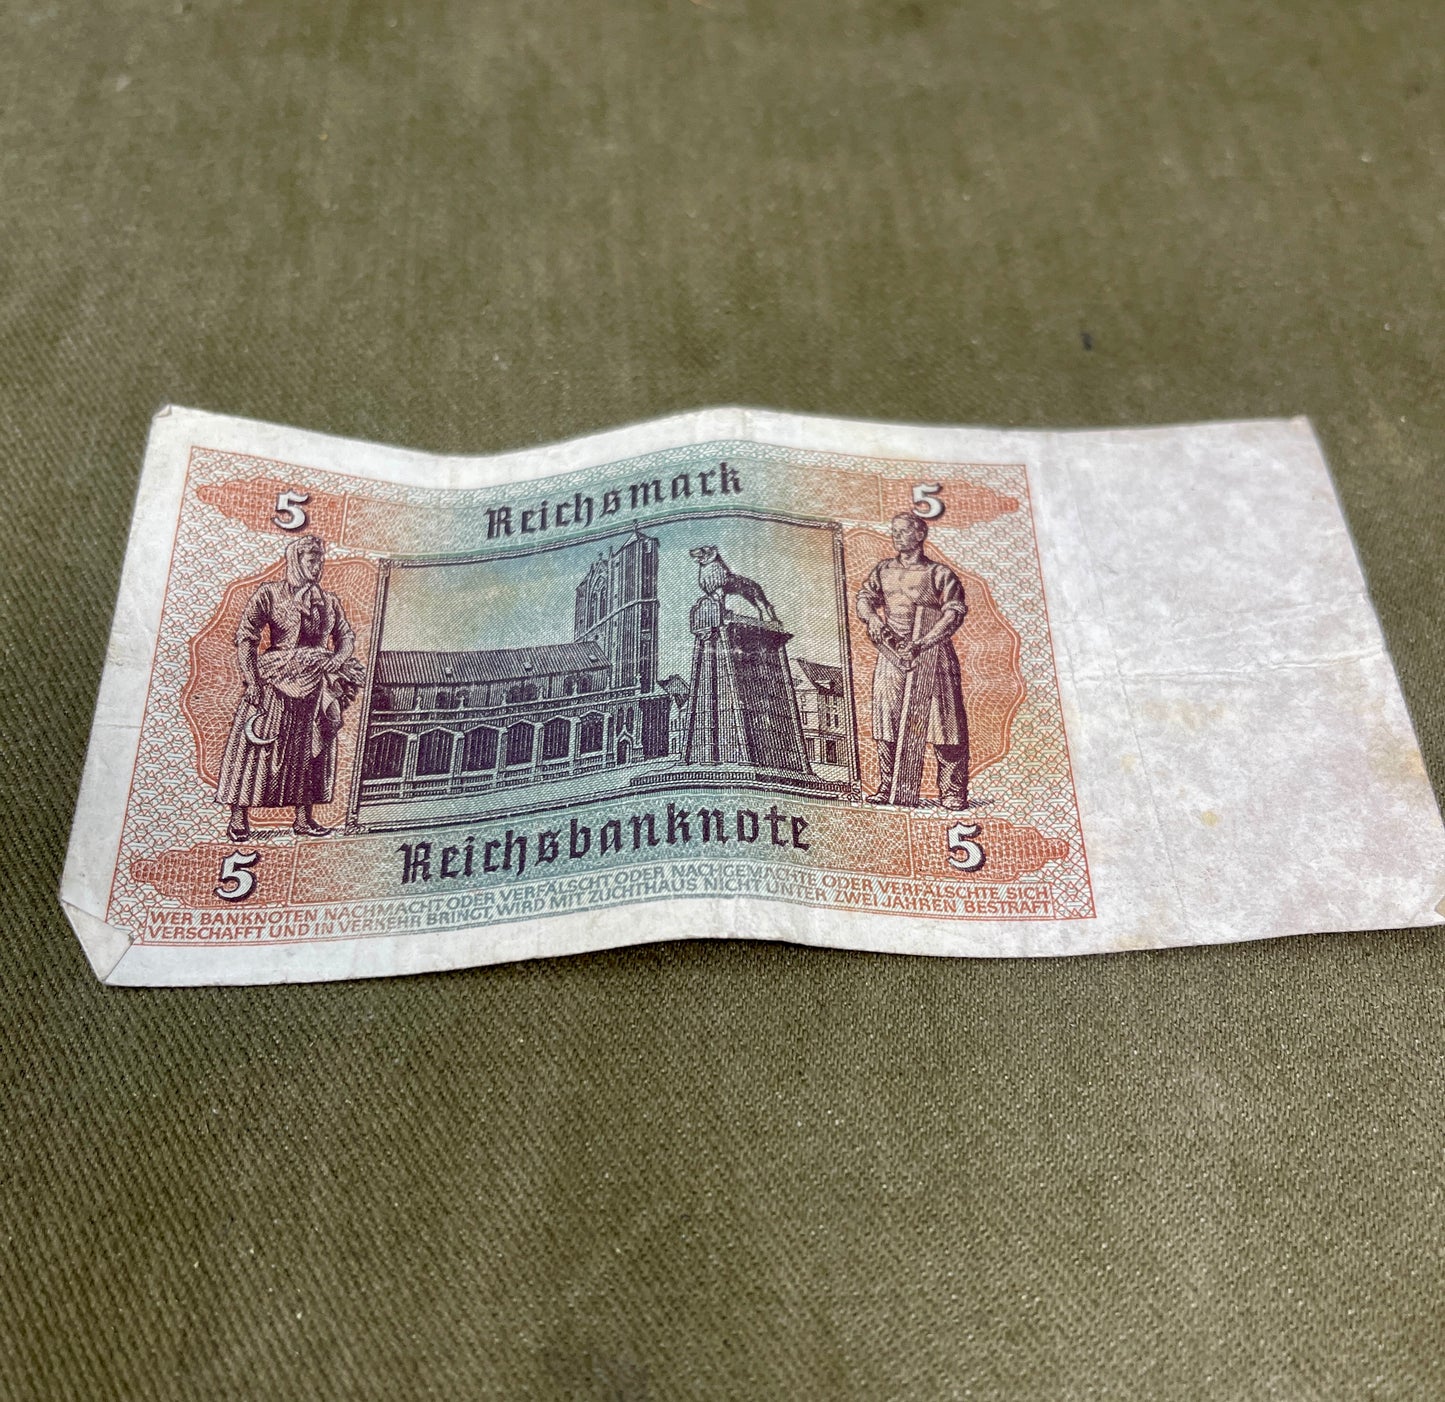 5 Reichsmark 5
Reichsbanknote
5 5
WER BANKNOTEN NACHMACHT ODER VERFÄLSCHT ODER NACHGEMACHTE ODER VERFÄLSCHTE SICH
VERSCHAFFT UND IN VERKEHR BRINGT, WIRD MIT ZUCHTHAUS NICHT UNTER ZWEI JAHREN BESTRAFT